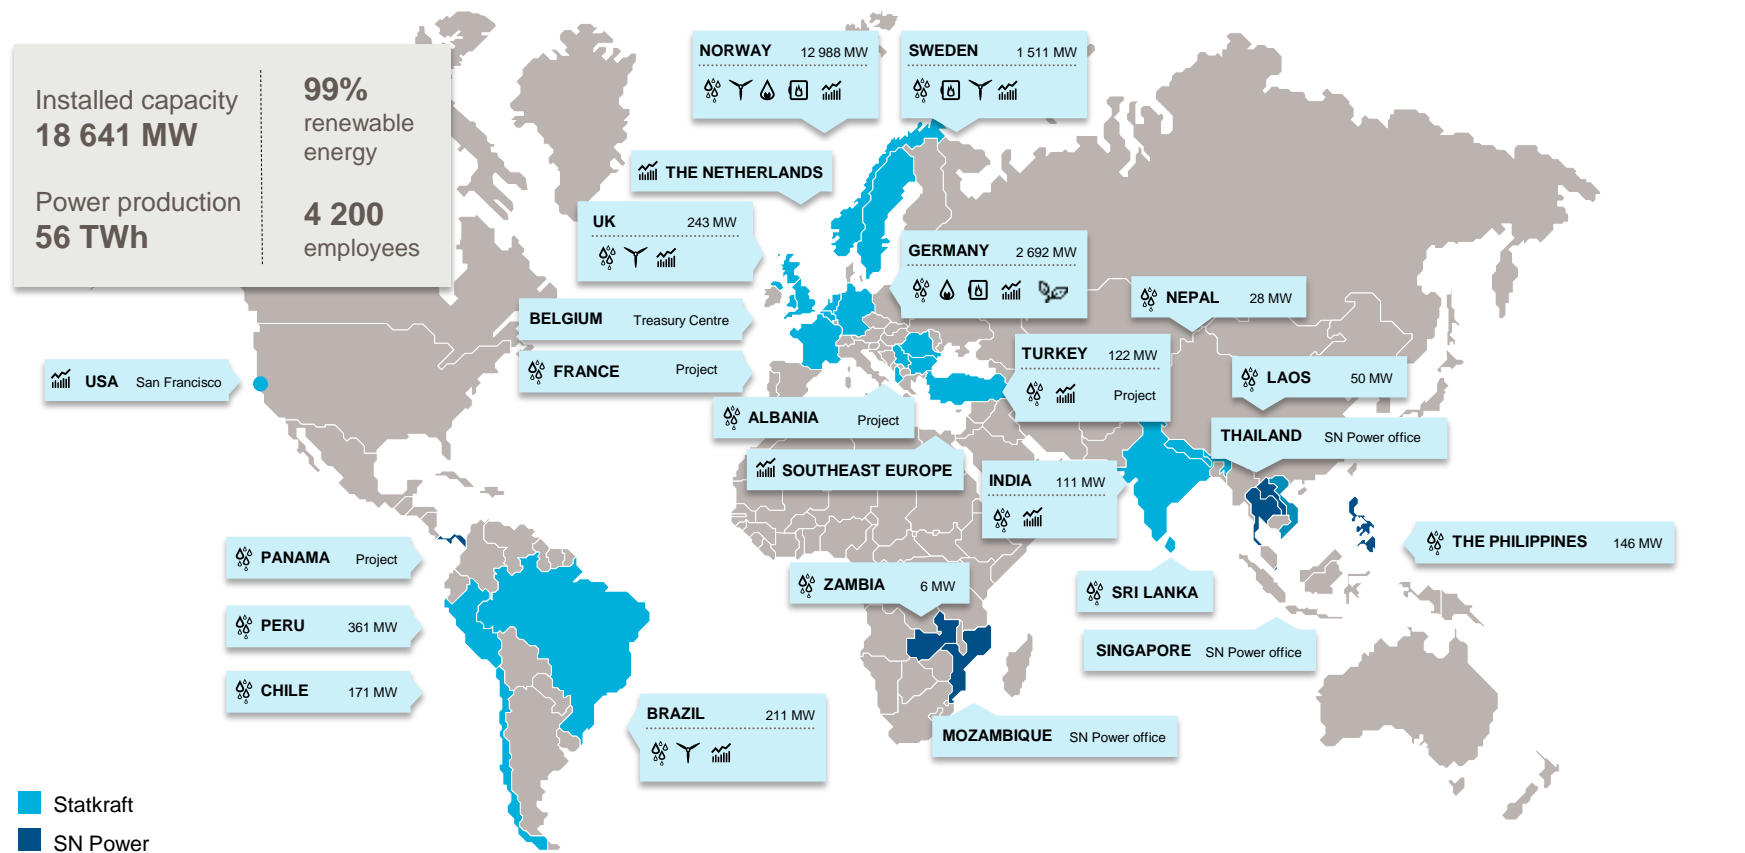 Installed capacity
18 641 MW
99%
renewable
energy
Power production
56 TWh
4 200
employees
NORWAY 12 988 MW
SWEDEN 1 511 MW
THE NETHERLANDS
UK 243 MW
GERMANY 2 692 MW
BELGIUM Treasury Centre
NEPAL 28 MW
FRANCE Project
TURKEY 122 MW
Project
USA San Francisco
LAOS 50 MW
ALBANIA Project
THAILAND SN Power office
SOUTHEAST EUROPE
INDIA 111 MW
PANAMA Project
THE PHILIPPINES 146 MW
ZAMBIA 6 MW
SRI LANKA
PERU 361 MW
SINGAPORE SN Power office
CHILE 171 MW
BRAZIL 211 MW
MOZAMBIQUE SN Power office
Statkraft
SN Power